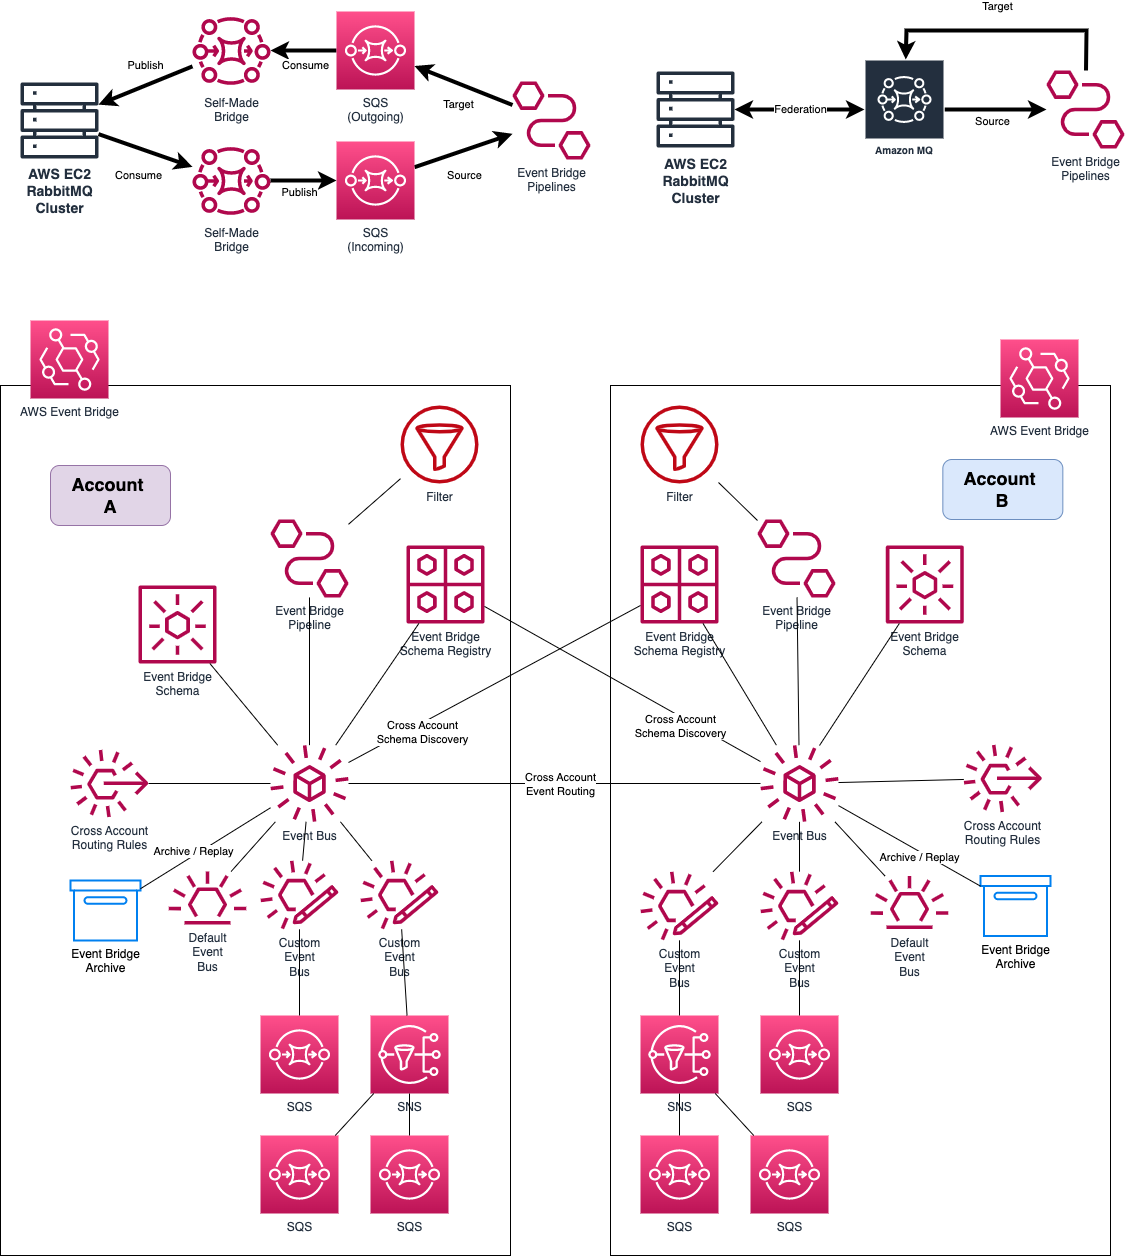 Target
Publish
Consume
Self-Made
Bridge
SQS
(Outgoing)
Target
Federation
Source
Amazon MQ
AWS EC2
RabbitMQ
Cluster
Consume
Publish
Source
Event Bridge
Pipelines
AWS EC2
RabbitMQ
Cluster
Event Bridge
Pipelines
Self-Made
Bridge
SQS
(Incoming)
AWS Event Bridge
AWS Event Bridge
Account
A
Filter
Filter
Account
B
Event Bridge
Pipeline
Event Bridge
Schema Registry
Event Bridge
Schema Registry
Event Bridge
Pipeline
Event Bridge
Schema
Event Bridge
Schema
Cross Account
Schema Discovery
Cross Account
Schema Discovery
Cross Account
Event Routing
Cross Account
Routing Rules
Event Bus
Event Bus
Cross Account
Routing Rules
Archive / Replay
Archive / Replay
Event Bridge
Archive
Default
Event
Bus
Custom
Event
Bus
Custom
Event
Bus
Custom
Event
Bus
Custom
Event
Bus
Default
Event
Bus
Event Bridge
Archive
SQS
SNS
SNS
SQS
SQS
SQS
SQS
SQS